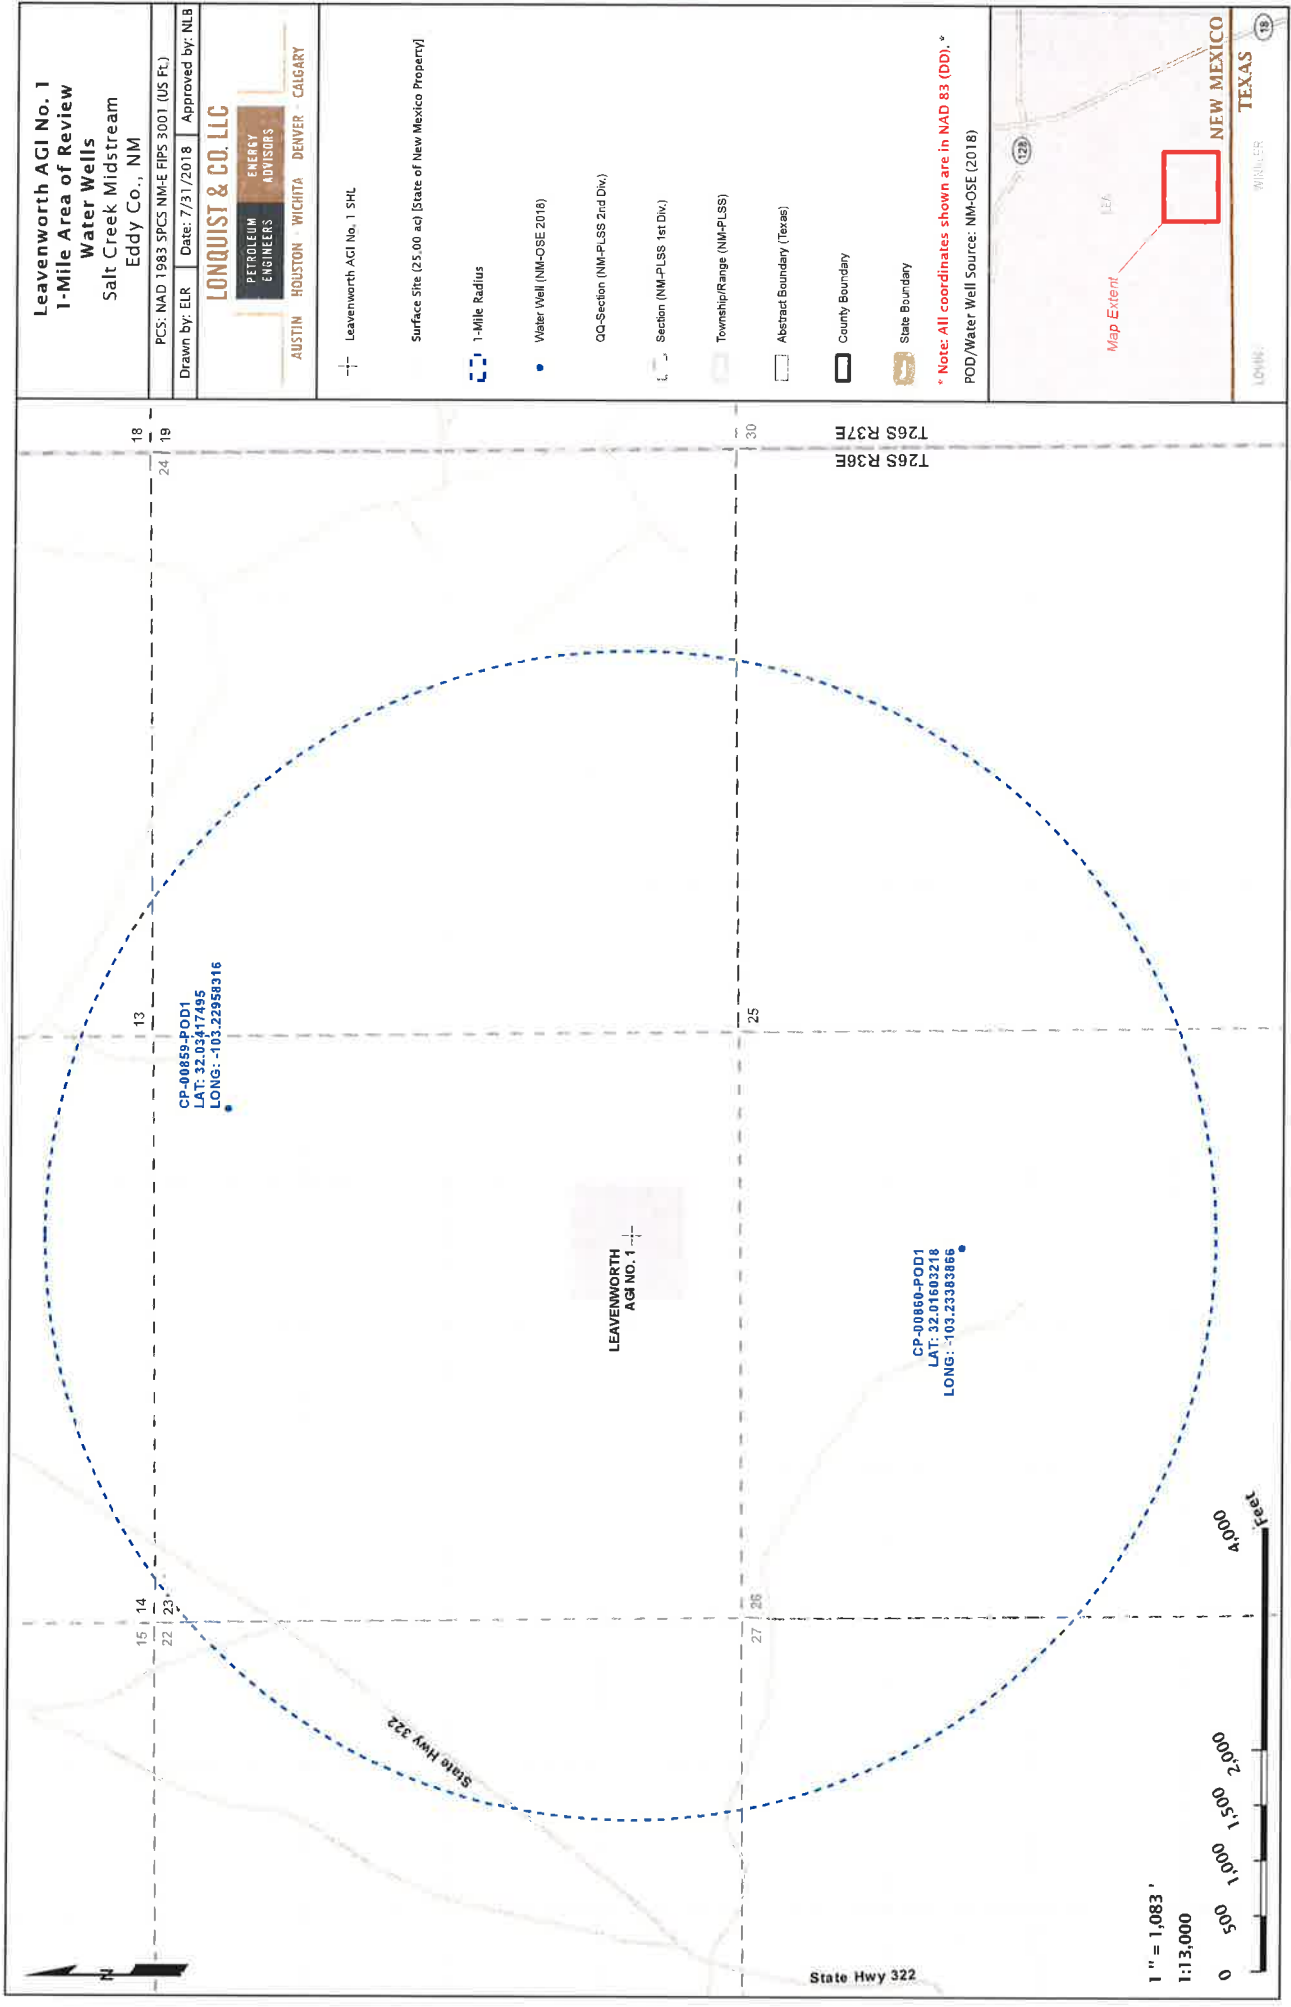 Leavenworth AGI No. 1
1-Mile Area of Review
Water Wells
Salt Creek Midstream
Eddy Co., NM
PCS: NAD 1983 SPCS NM-E FIPS 3001 (US Ft.)
Drawn by: ELR
Date: 7/31/2018
Approved by: NLB
LONQUIST & CO. LLC
PETROLEUM
ENGINEERS
ENERGY
ADVISORS
AUSTIN HOUSTON - WICHITA DENVER - CALGARY
Leavenworth AGI No. 1 SHL
Surface Site (25.00 ac) [State of New Mexico Property]
1-Mile Radius
Water Well (NM-OSE 2018)
QQ-Section (NM-PLSS 2nd Div.)
Section (NM-PLSS 1st Div.)
Township/Range (NM-PLSS)
Abstract Boundary (Texas)
County Boundary
State Boundary
* Note: All coordinates shown are in NAD 83 (DD). *
POD/Water Well Source: NM-OSE (2018)
128
LEA
Map Extent
NEW MEXICO
TEXAS
18
WINKLER
LOVING
18
19
24
30
T26S R37E
T26S R36E
13
25
CP-00859-POD1
LAT: 32.03417495
LONG: -103.22958316
LEAVENWORTH
AGI NO. 1
CP-00860-POD1
LAT: 32.01603218
LONG: -103.23383866
15
14
22
23
27
26
State Hwy 322
State Hwy 322
N
1 " = 1,083 '
1:13,000
0 500 1,000 1,500 2,000 4,000
Feet